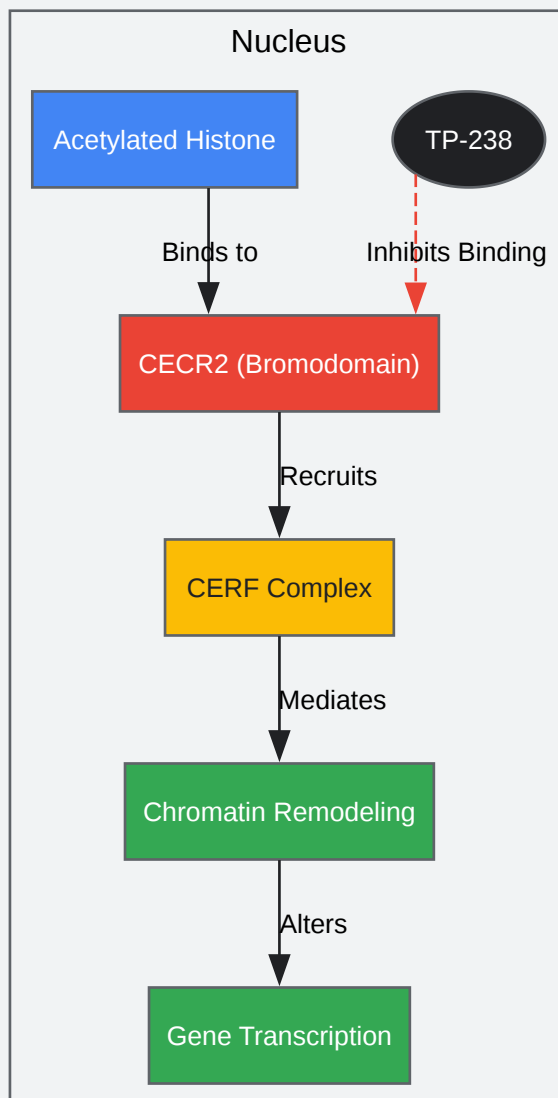 Nucleus
Acetylated Histone
TP-238
Binds to
Inhibits Binding
CECR2 (Bromodomain)
Recruits
CERF Complex
Mediates
Chromatin Remodeling
Alters
Gene Transcription